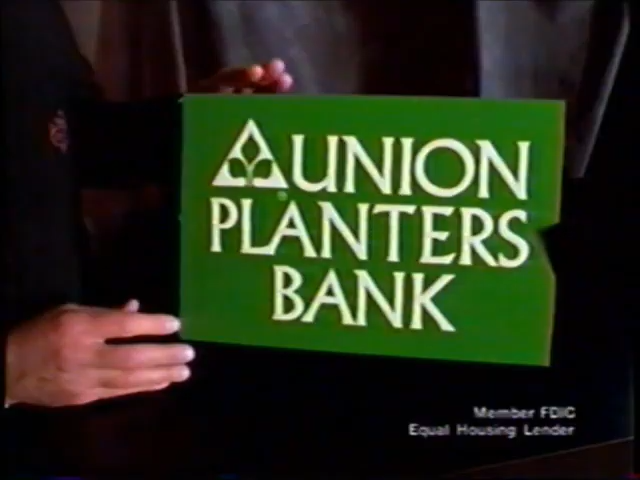 UNION
PLANTERS
BANK
Member FDIC
Equal Housing Lender